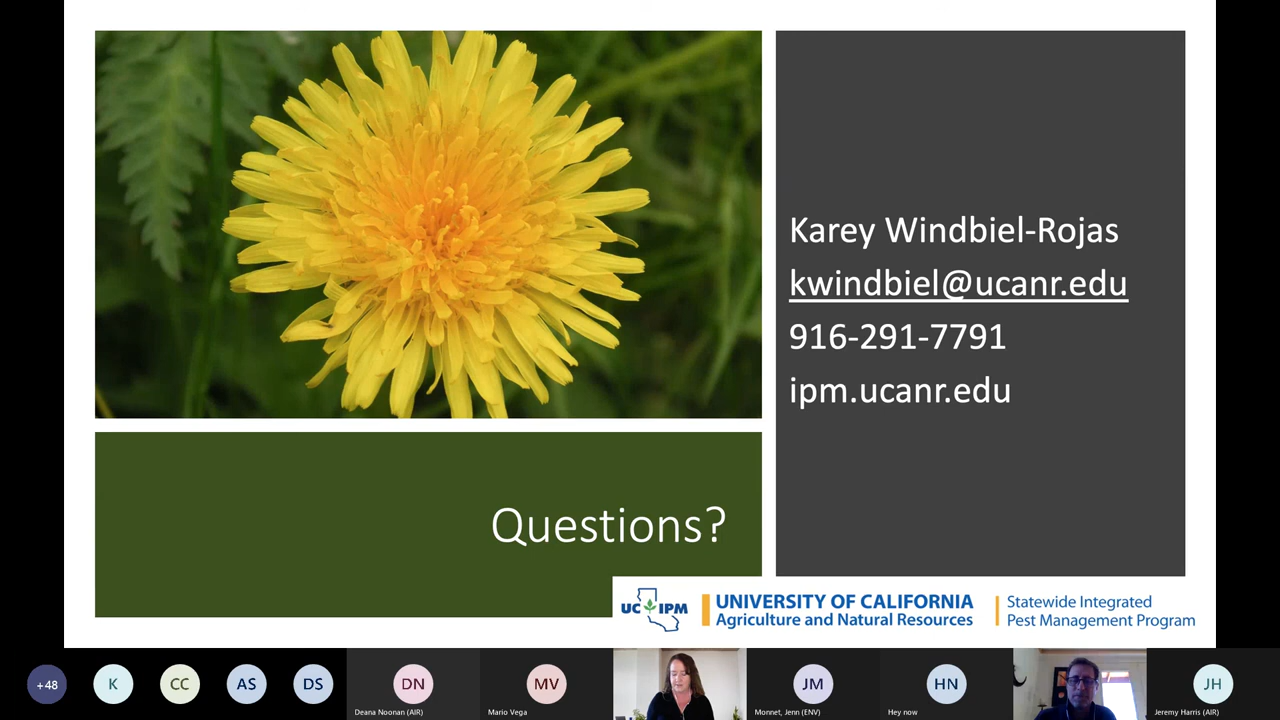 Karey Windbiel-Rojas
kwindbiel@ucanr.edu
916-291-7791
ipm.ucanr.edu
Questions?
UC IPM
UNIVERSITY OF CALIFORNIA
Agriculture and Natural Resources
Statewide Integrated
Pest Management Program
+48
K
CC
AS
DS
DN
Deana Noonan (AIR)
MV
Mario Vega
JM
Monnet, Jenn (ENV)
HN
Hey now
JH
Jeremy Harris (AIR)